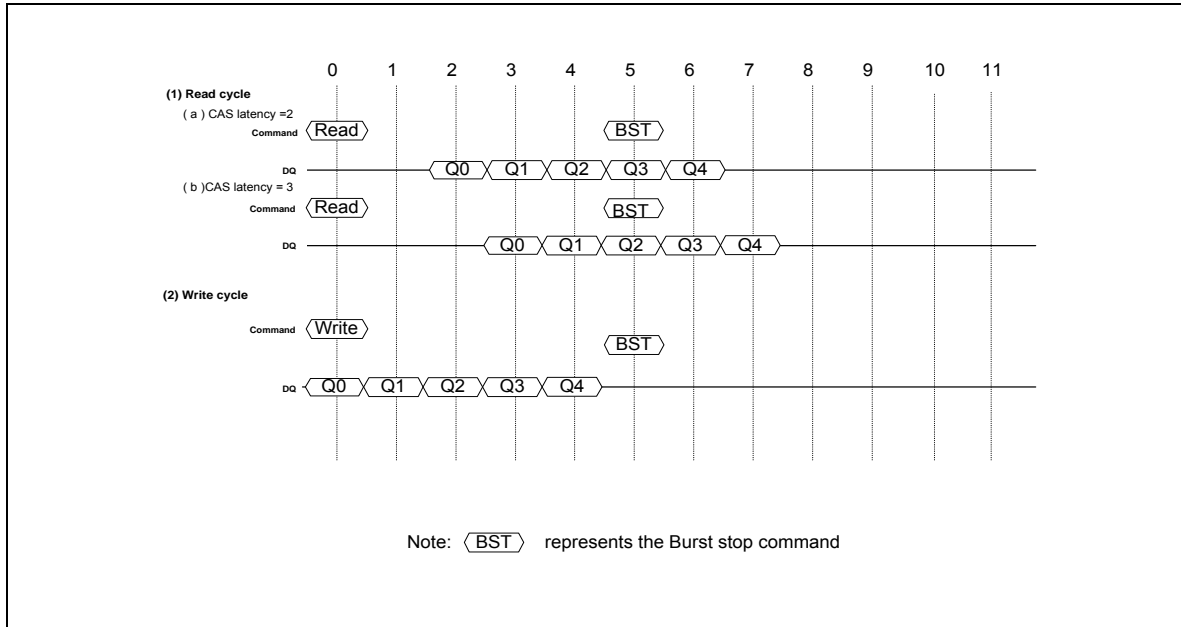 0 1 2 3 4 5 6 7 8 9 10 11
(1) Read cycle
( a ) CAS latency =2
Command Read BST
DQ Q0 Q1 Q2 Q3 Q4
( b )CAS latency = 3
Command Read BST
DQ Q0 Q1 Q2 Q3 Q4
(2) Write cycle
Command Write BST
DQ Q0 Q1 Q2 Q3 Q4
Note: BST represents the Burst stop command